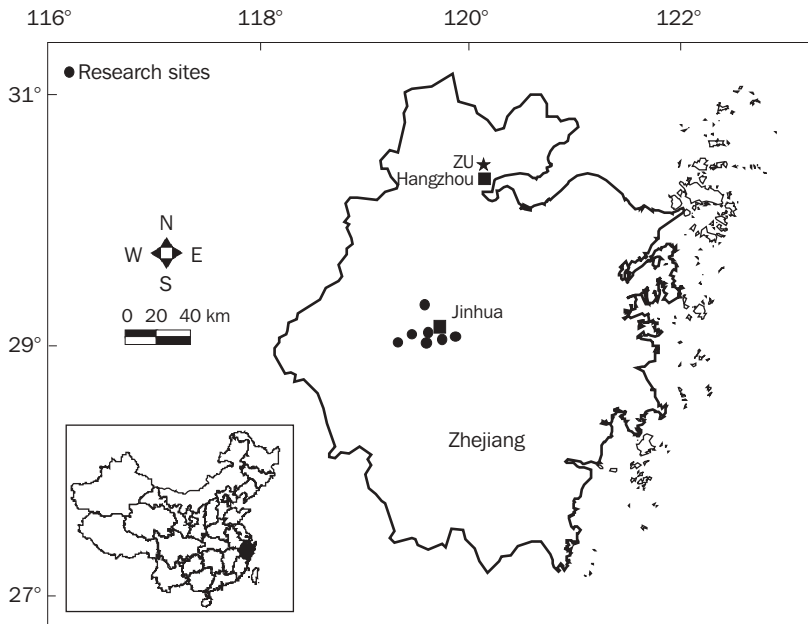 116° 118° 120° 122°
Research sites
31°
ZU
Hangzhou
N
W E
S
0 20 40 km
Jinhua
29°
Zhejiang
27°